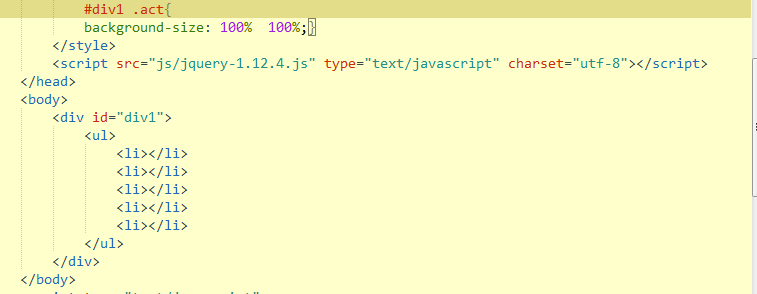 #div1 .act{
background-size: 100%  100%;}
</style>
<script src="js/jquery-1.12.4.js" type="text/javascript" charset="utf-8"></script>
</head>
<body>
<div id="div1">
<ul>
<li></li>
<li></li>
<li></li>
<li></li>
<li></li>
</ul>
</div>
</body>